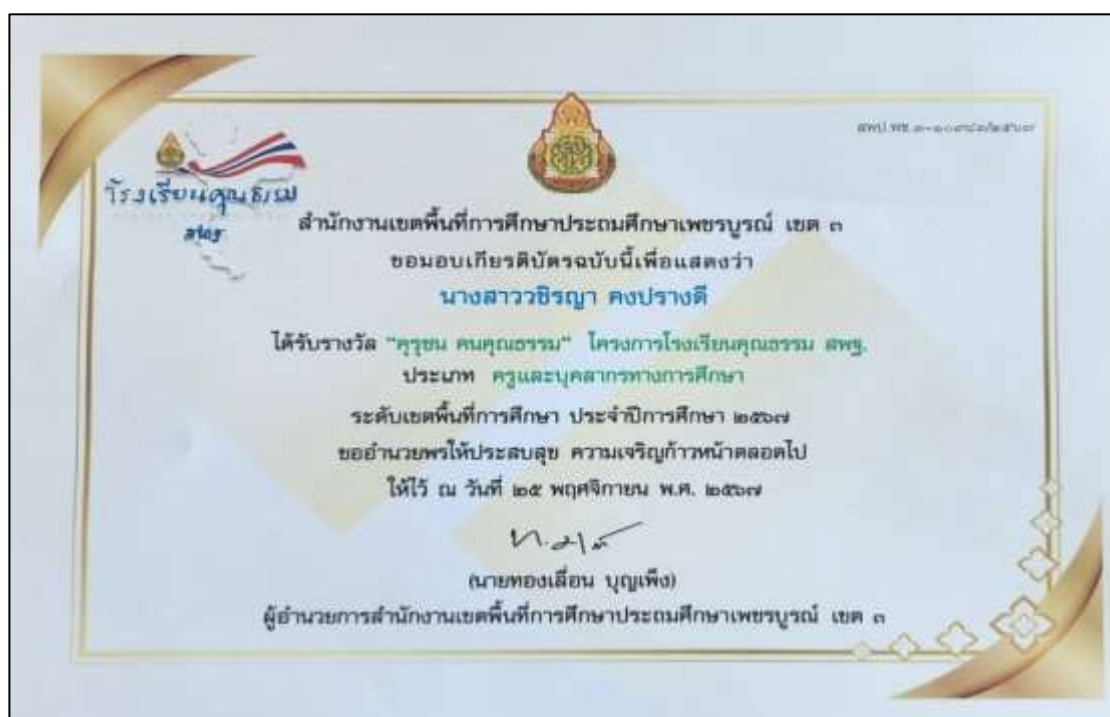 โรงเรียนคุณธรรม
สพฐ.
สำนักงานเขตพื้นที่การศึกษาประถมศึกษาเพชรบูรณ์ เขต ๓
ขอมอบเกียรติบัตรฉบับนี้เพื่อแสดงว่า
นางสาววชิรญา คงปรางดี
ได้รับรางวัล "คุรุชน คนคุณธรรม" โครงการโรงเรียนคุณธรรม สพฐ.
ประเภท ครูและบุคลากรทางการศึกษา
ระดับเขตพื้นที่การศึกษา ประจำปีการศึกษา ๒๕๖๗
ขออำนวยพรให้ประสบสุข ความเจริญก้าวหน้าตลอดไป
ให้ไว้ ณ วันที่ ๒๕ พฤศจิกายน พ.ศ. ๒๕๖๗
(นายทองเลื่อน บุญเพ็ง)
ผู้อำนวยการสำนักงานเขตพื้นที่การศึกษาประถมศึกษาเพชรบูรณ์ เขต ๓